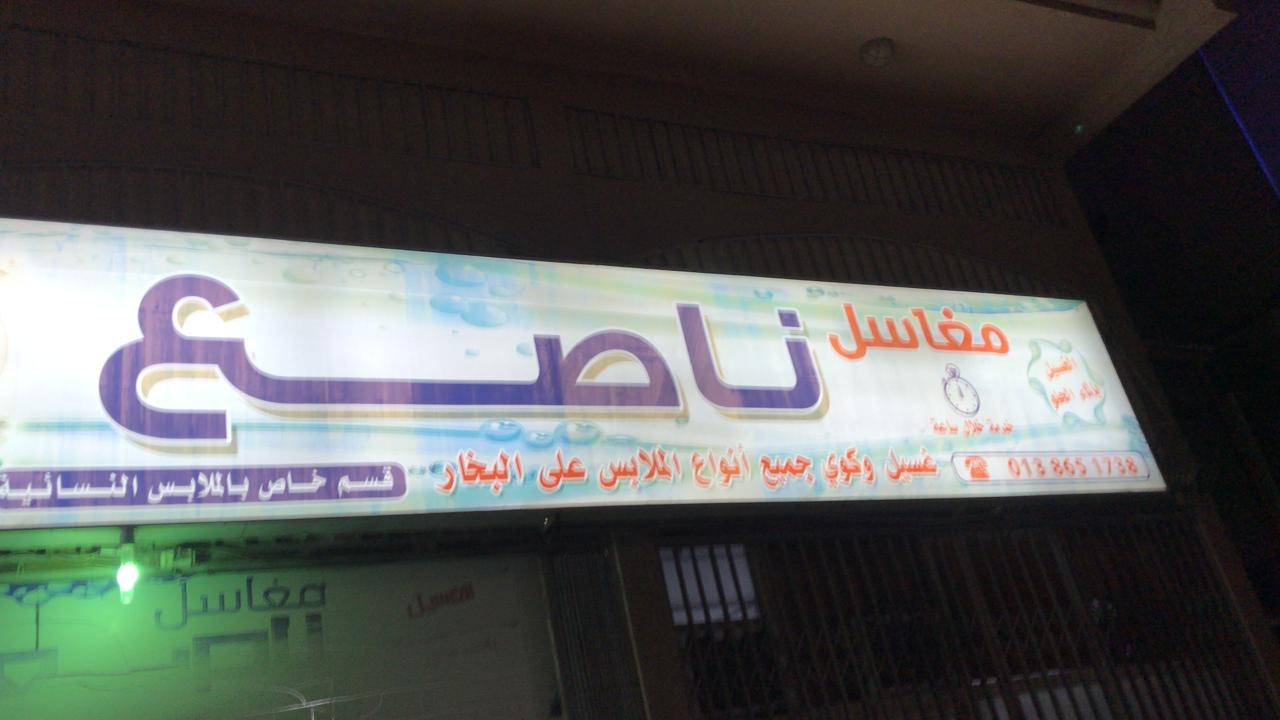 مغاسل
ناصع
الغسيل
خدمة خلال ساعة
غسيل وكوي جميع أنواع الملابس على البخار
013 865 1738
قسم خاص بالملابس النسائية
مغاسل